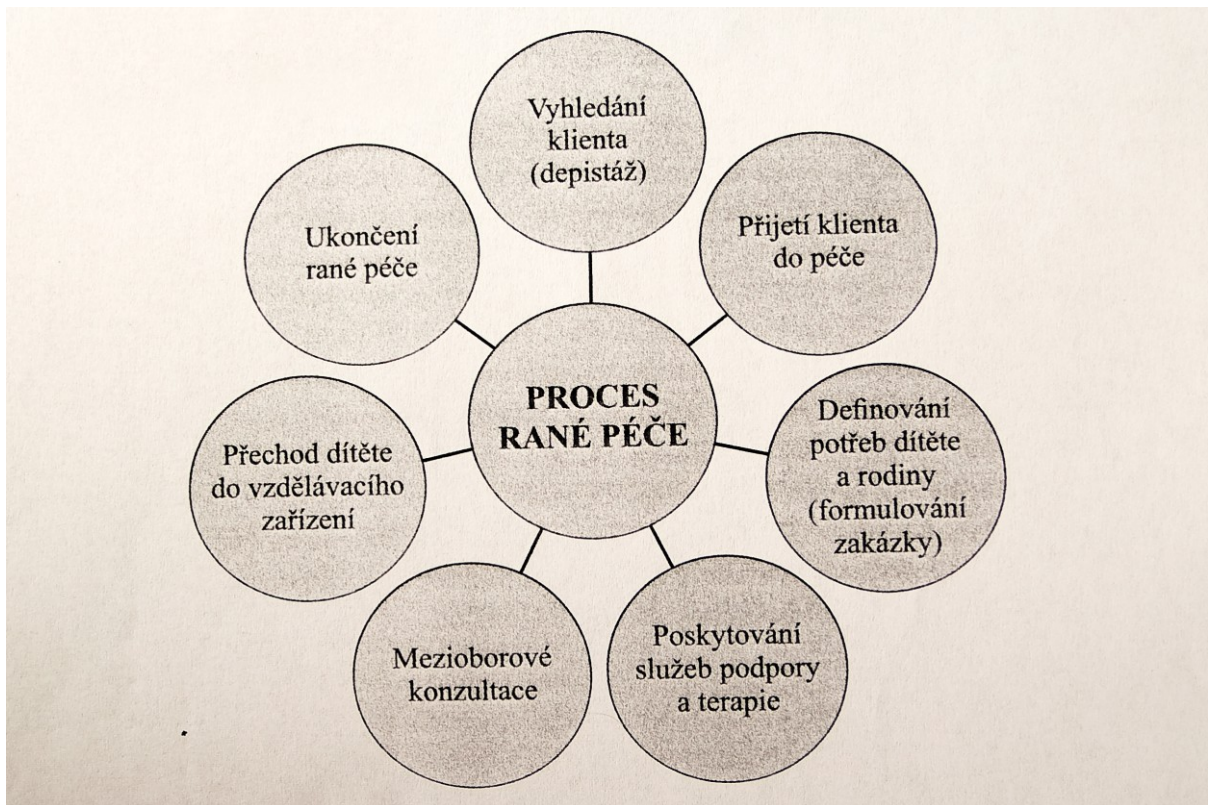 Vyhledání
klienta
(depistáž)
Přijetí klienta
do péče
Definování
potřeb dítěte
a rodiny
(formulování
zakázky)
Poskytování
služeb podpory
a terapie
Mezioborové
konzultace
Přechod dítěte
do vzdělávacího
zařízení
Ukončení
rané péče
PROCES
RANÉ PÉČE